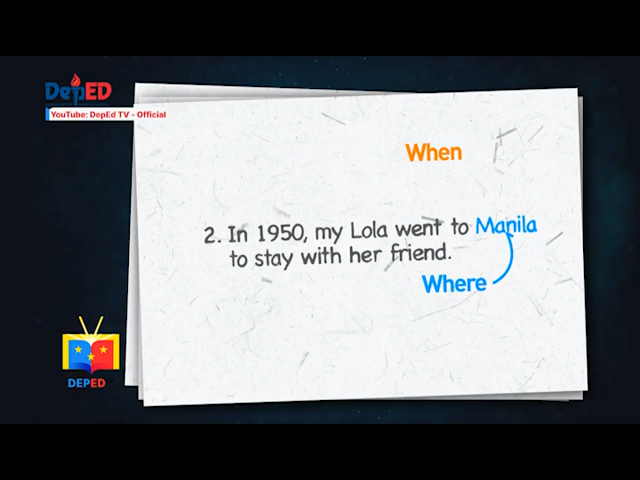 DepED
YouTube: DepEd TV - Official
When
2. In 1950, my Lola went to Manila
to stay with her friend.
Where
DEPED